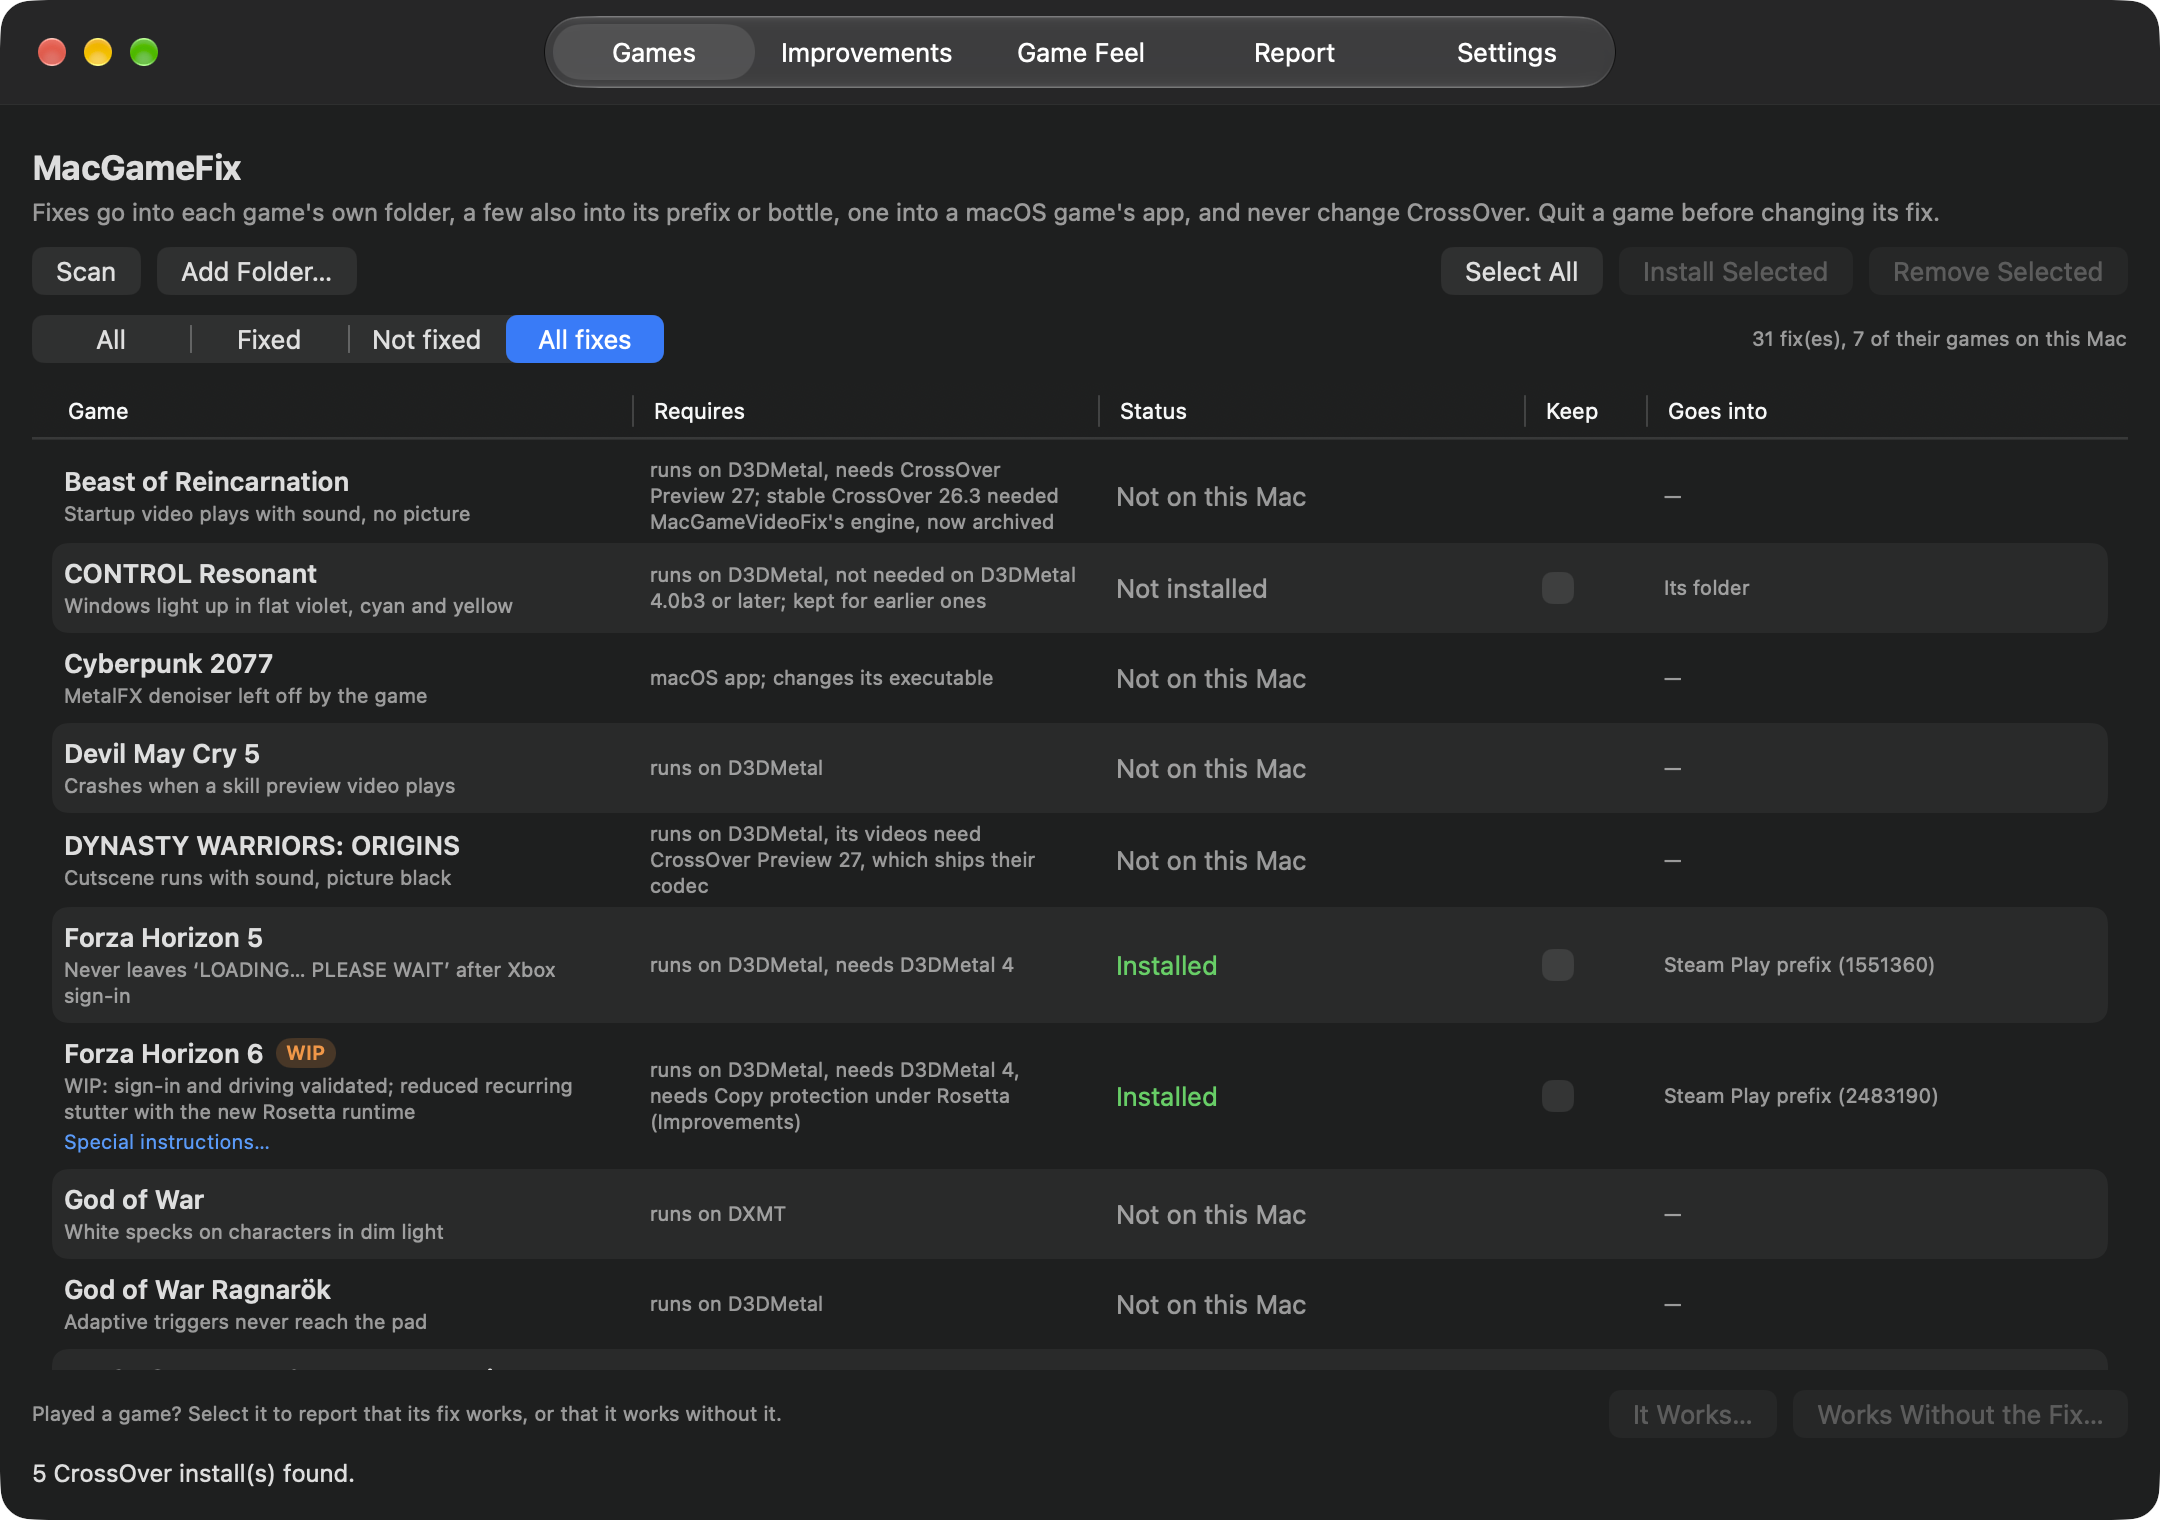 Games Improvements Game Feel Report Settings
MacGameFix
Fixes go into each game's own folder, a few also into its prefix or bottle, one into a macOS game's app, and never change CrossOver. Quit a game before changing its fix.
Scan Add Folder... Select All Install Selected Remove Selected
All Fixed Not fixed All fixes 31 fix(es), 7 of their games on this Mac
Game Requires Status Keep Goes into
Beast of Reincarnation
Startup video plays with sound, no picture
runs on D3DMetal, needs CrossOver
Preview 27; stable CrossOver 26.3 needed
MacGameVideoFix's engine, now archived
Not on this Mac
—
CONTROL Resonant
Windows light up in flat violet, cyan and yellow
runs on D3DMetal, not needed on D3DMetal
4.0b3 or later; kept for earlier ones
Not installed
Its folder
Cyberpunk 2077
MetalFX denoiser left off by the game
macOS app; changes its executable
Not on this Mac
—
Devil May Cry 5
Crashes when a skill preview video plays
runs on D3DMetal
Not on this Mac
—
DYNASTY WARRIORS: ORIGINS
Cutscene runs with sound, picture black
runs on D3DMetal, its videos need
CrossOver Preview 27, which ships their
codec
Not on this Mac
—
Forza Horizon 5
Never leaves ‘LOADING... PLEASE WAIT’ after Xbox
sign-in
runs on D3DMetal, needs D3DMetal 4
Installed
Steam Play prefix (1551360)
Forza Horizon 6 WIP
WIP: sign-in and driving validated; reduced recurring
stutter with the new Rosetta runtime
Special instructions...
runs on D3DMetal, needs D3DMetal 4,
needs Copy protection under Rosetta
(Improvements)
Installed
Steam Play prefix (2483190)
God of War
White specks on characters in dim light
runs on DXMT
Not on this Mac
—
God of War Ragnarök
Adaptive triggers never reach the pad
runs on D3DMetal
Not on this Mac
—
Played a game? Select it to report that its fix works, or that it works without it.
It Works... Works Without the Fix...
5 CrossOver install(s) found.